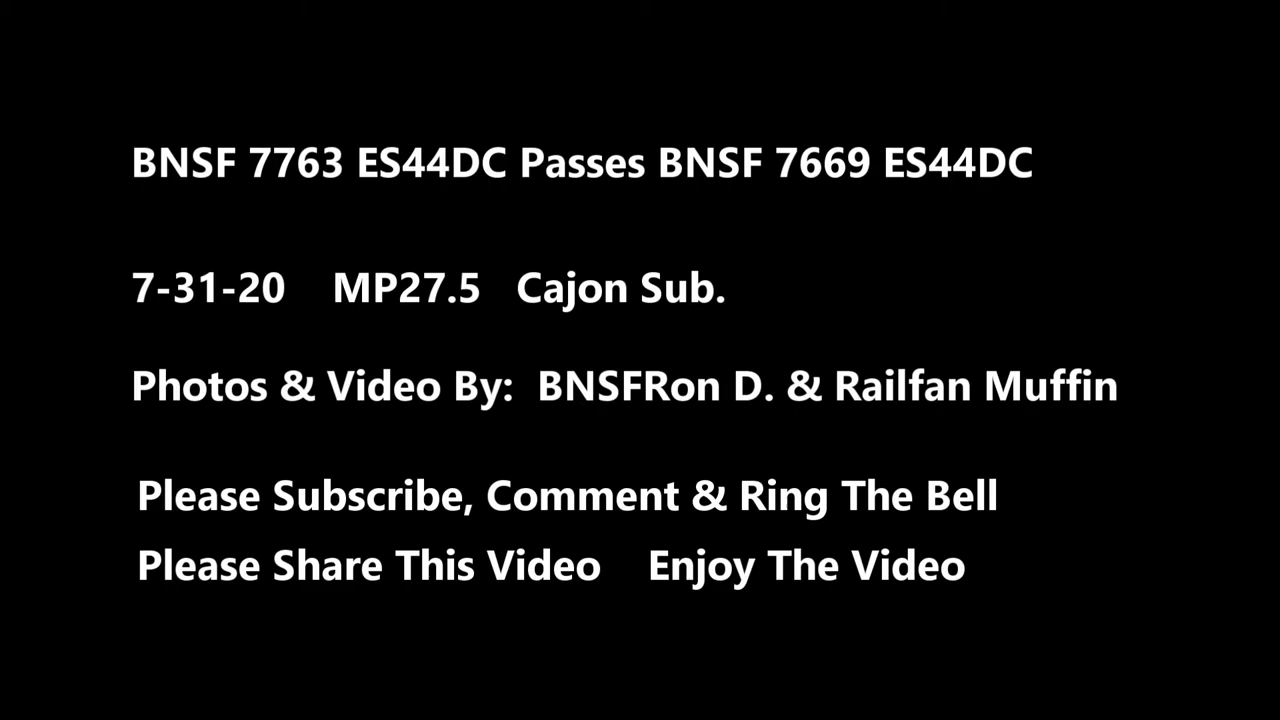 BNSF 7763 ES44DC Passes BNSF 7669 ES44DC
7-31-20 MP27.5 Cajon Sub.
Photos & Video By: BNSFRon D. & Railfan Muffin
Please Subscribe, Comment & Ring The Bell
Please Share This Video Enjoy The Video